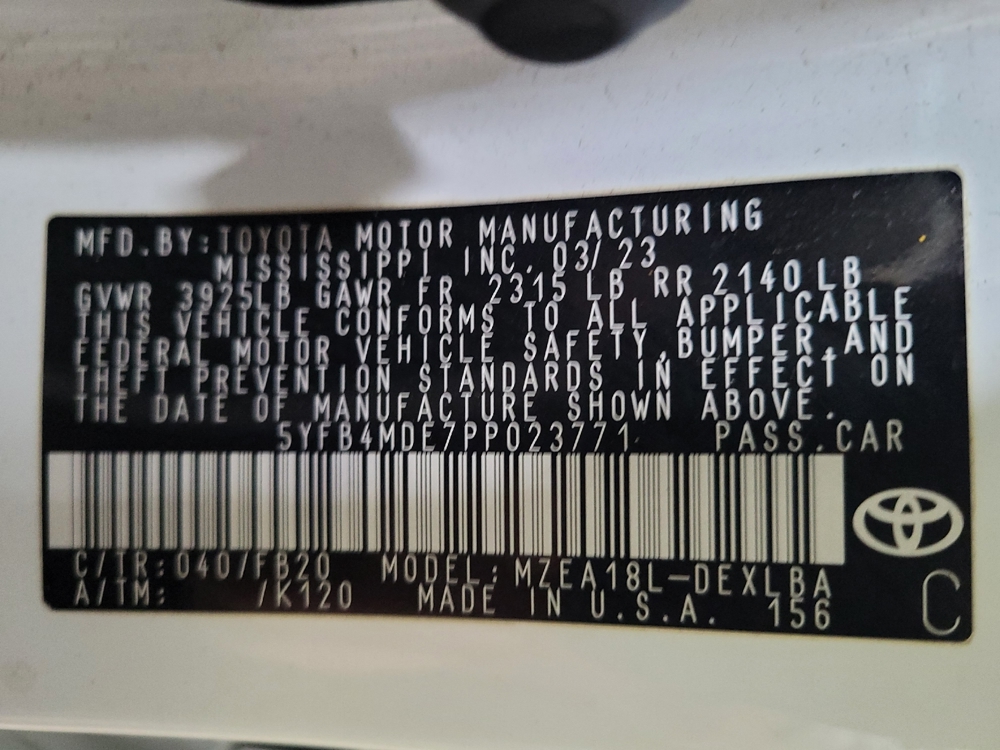 MFD.BY:TOYOTA MOTOR MANUFACTURING
MISSISSIPPI, INC. 03/23
GVWR 3925LB GAWR FR 2315 LB RR 2140 LB
THIS VEHICLE CONFORMS TO ALL APPLICABLE
FEDERAL MOTOR VEHICLE SAFETY,BUMPER,AND
THEFT PREVENTION STANDARDS IN EFFECT ON
THE DATE OF MANUFACTURE SHOWN ABOVE.
5YFB4MDE7PP023771 PASS.CAR
C/TR:040/FB20 MODEL:MZEA18L-DEXLBA
A/TM: /K120 MADE IN U.S.A. 156
C